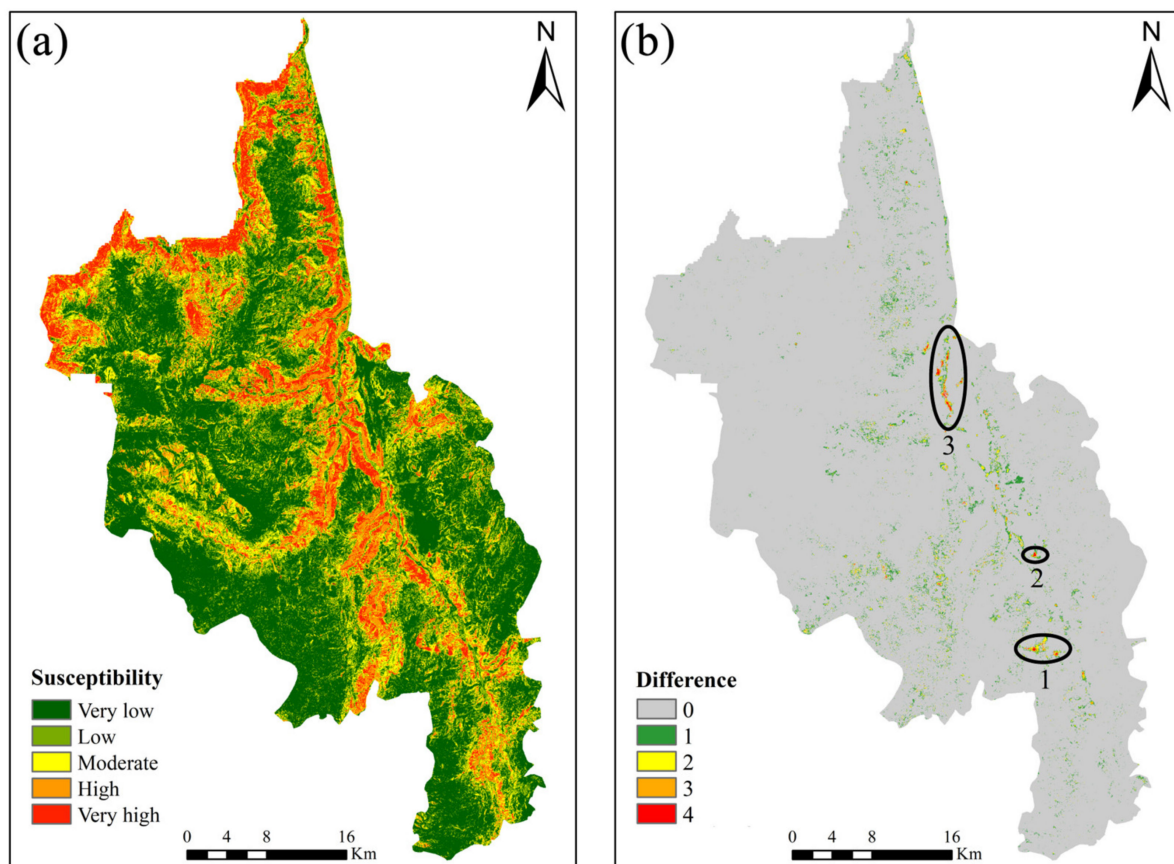 (a)
N
Susceptibility
Very low
Low
Moderate
High
Very high
0 4 8 16
Km
(b)
N
3
2
1
Difference
0
1
2
3
4
0 4 8 16
Km